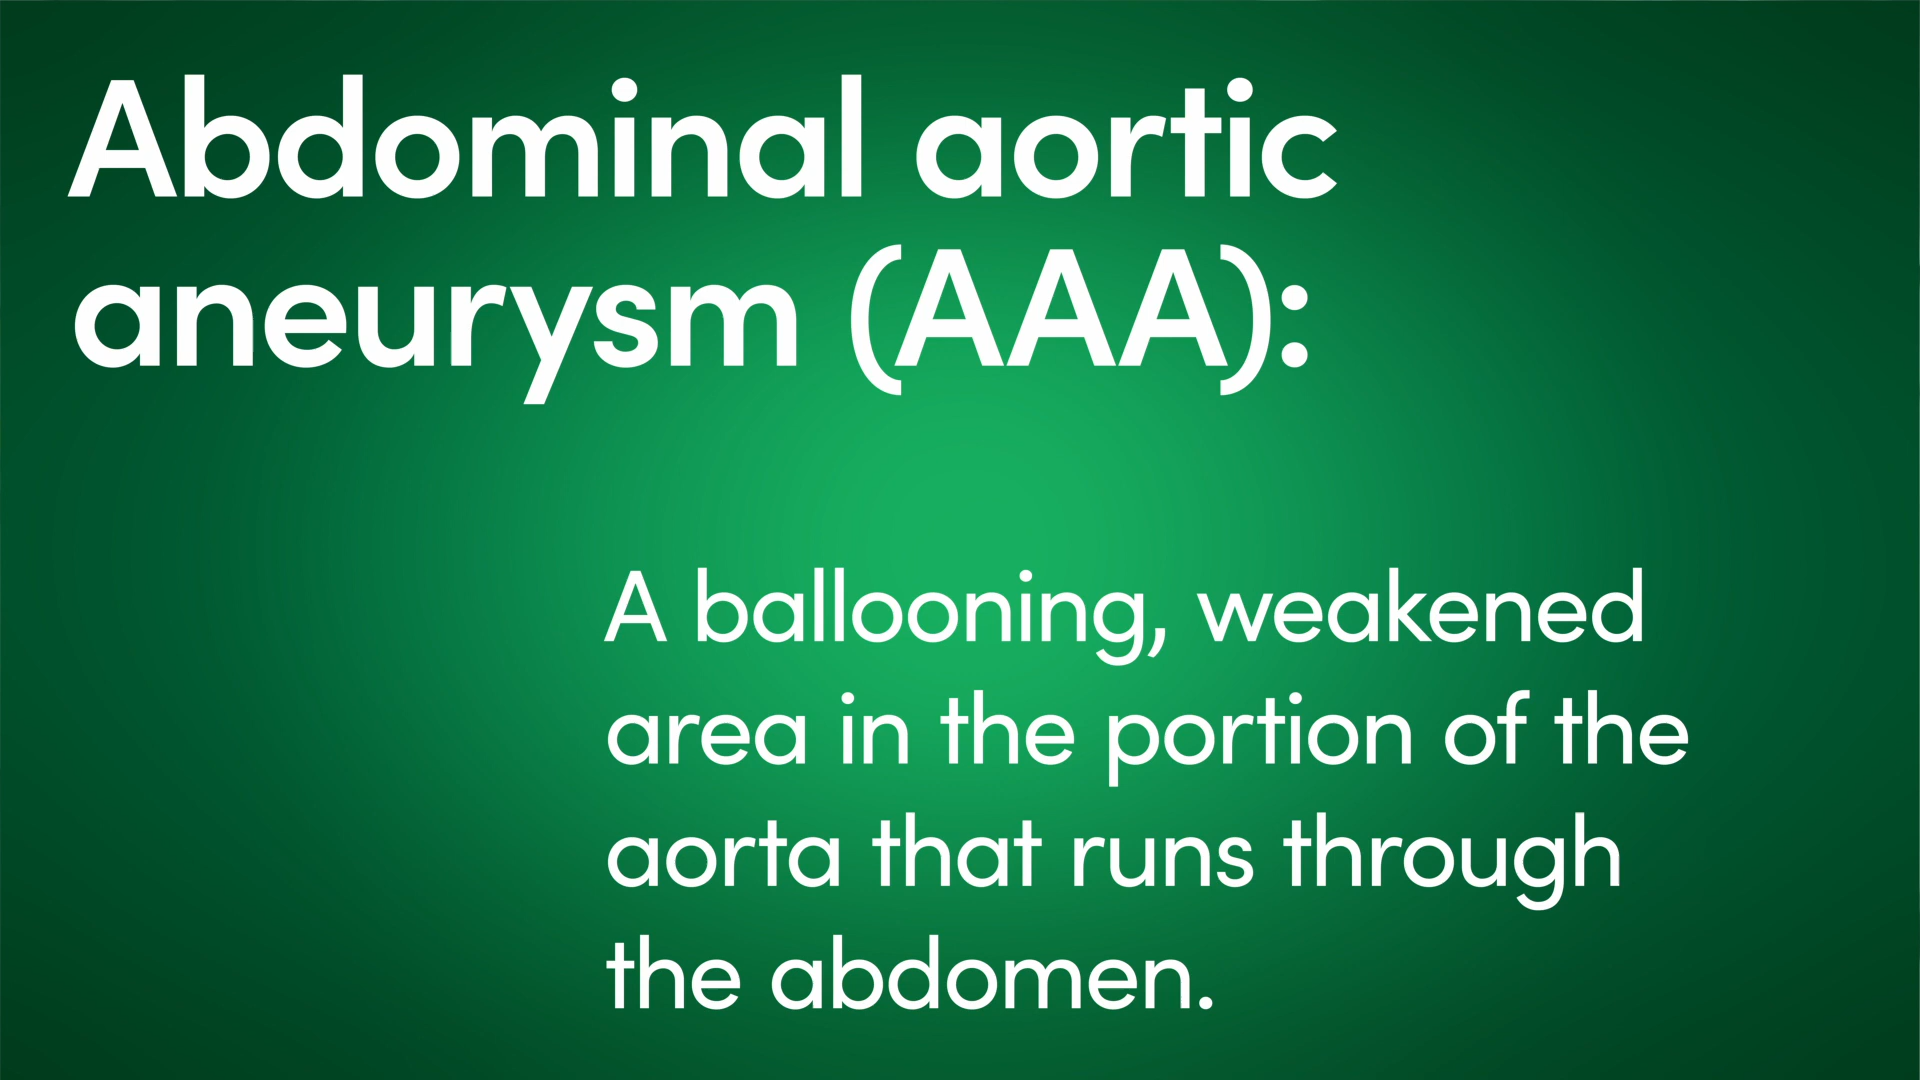 Abdominal aortic
aneurysm (AAA):
A ballooning, weakened
area in the portion of the
aorta that runs through
the abdomen.